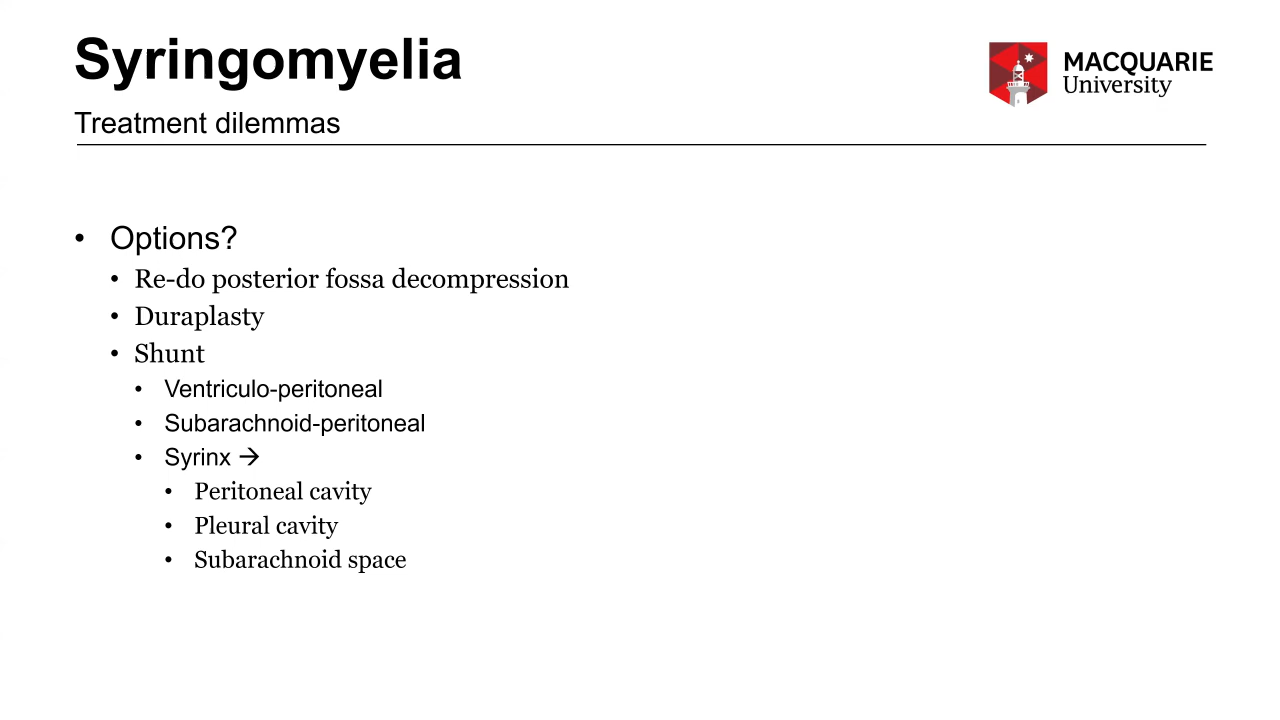 Syringomyelia
MACQUARIE
University
Treatment dilemmas
• Options?
• Re-do posterior fossa decompression
• Duraplasty
• Shunt
• Ventriculo-peritoneal
• Subarachnoid-peritoneal
• Syrinx →
• Peritoneal cavity
• Pleural cavity
• Subarachnoid space